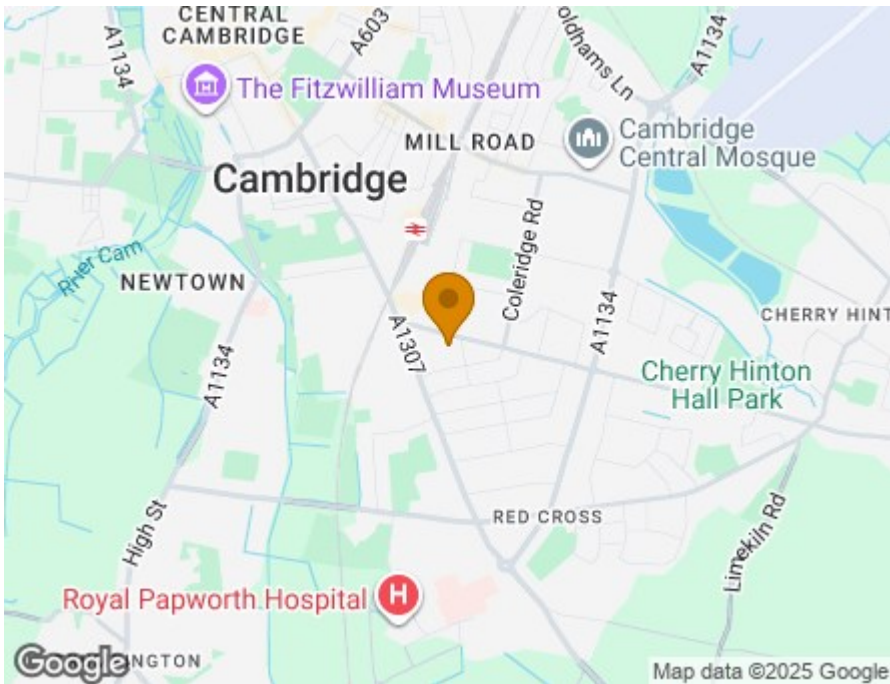 CENTRAL
CAMBRIDGE
A603
A1134
oldhams Ln
A1134
The Fitzwilliam Museum
MILL ROAD
Cambridge
Central Mosque
Cambridge
Coleridge Rd
River Cam
NEWTOWN
A1134
A1307
A1134
CHERRY HINT
Cherry Hinton
Hall Park
High St
RED CROSS
Limekiln Rd
Royal Papworth Hospital
H
Google
INGTON
Map data ©2025 Google